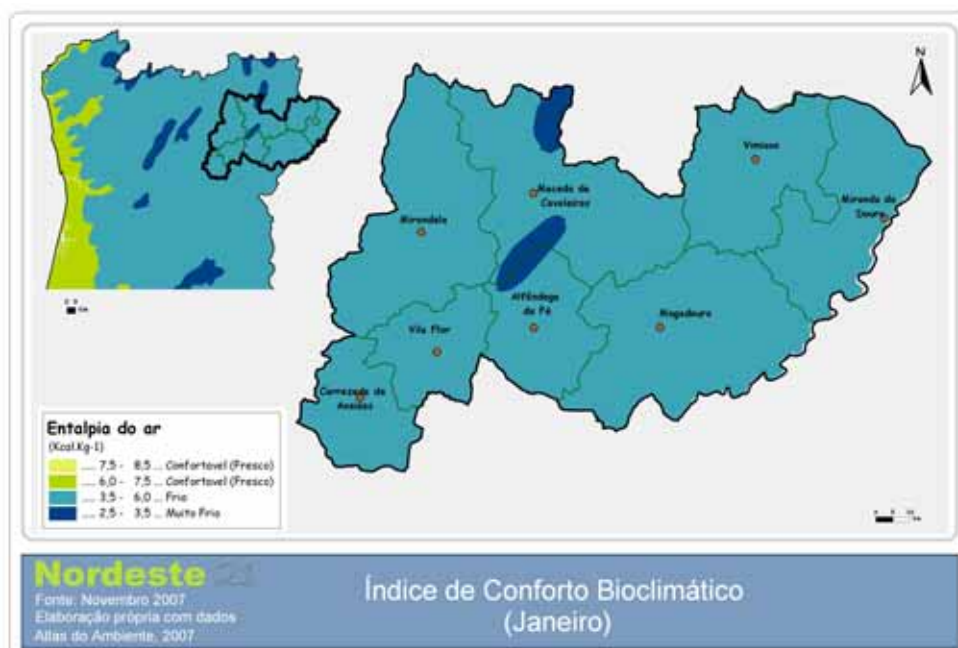 N
Vimioso
Macedo de
Cavaleiros
Miranda do
Douro
Mirandela
Alfândega
da Fé
Mogadouro
Vila Flor
Carrazeda de
Ansiães
Entalpia do ar
(Kcal.Kg-1)
.... 7,5 - 8,5 ... Confortavel (Fresco)
.... 6,0 - 7,5 ... Confortavel (Fresco)
.... 3,5 - 6,0 ... Frio
.... 2,5 - 3,5 ... Muito Frio
Nordeste 21
Fonte: Novembro 2007
Elaboração própria com dados
Atlas do Ambiente, 2007
Índice de Conforto Bioclimático
(Janeiro)